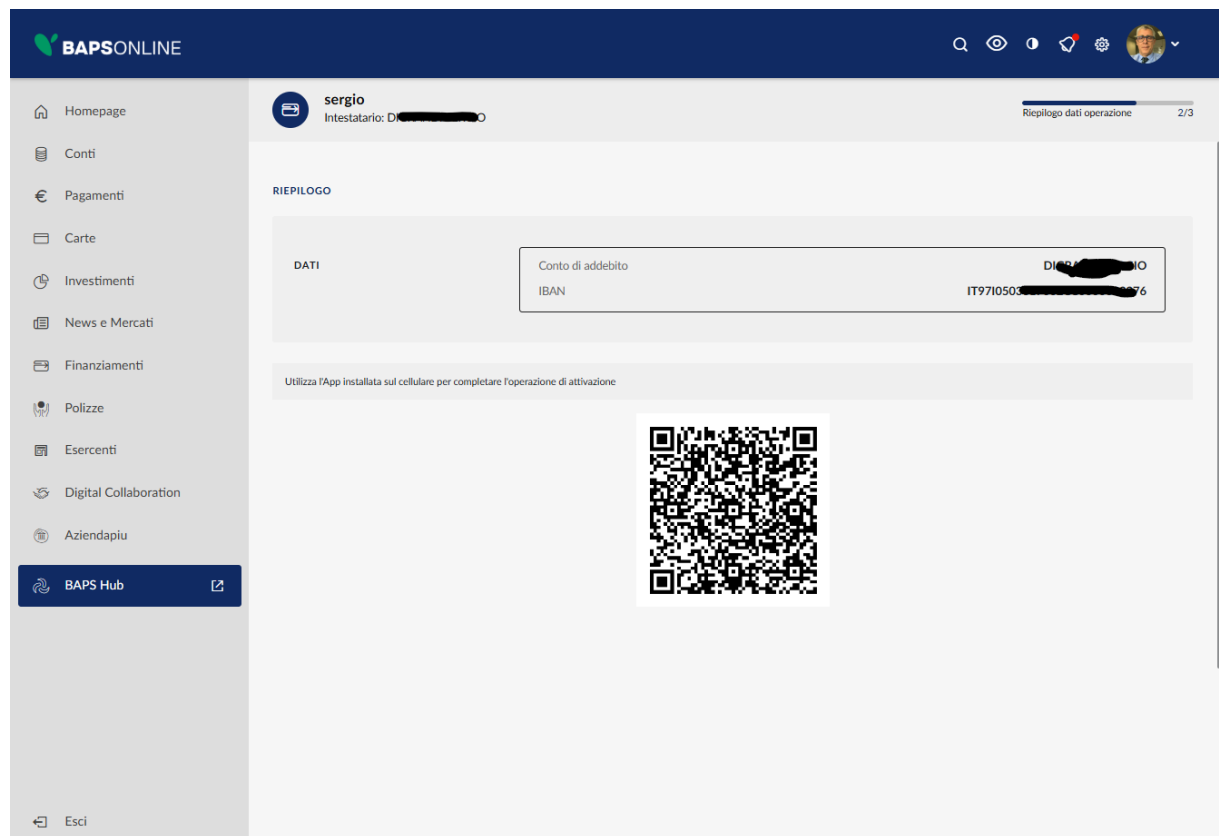 BAPSONLINE
Homepage
Conti
Pagamenti
Carte
Investimenti
News e Mercati
Finanziamenti
Polizze
Esercenti
Digital Collaboration
Aziendapiu
BAPS Hub
Esci
sergio
Intestatario:
Riepilogo dati operazione 2/3
RIEPILOGO
DATI
Conto di addebito
IBAN
Utilizza l'App installata sul cellulare per completare l'operazione di attivazione